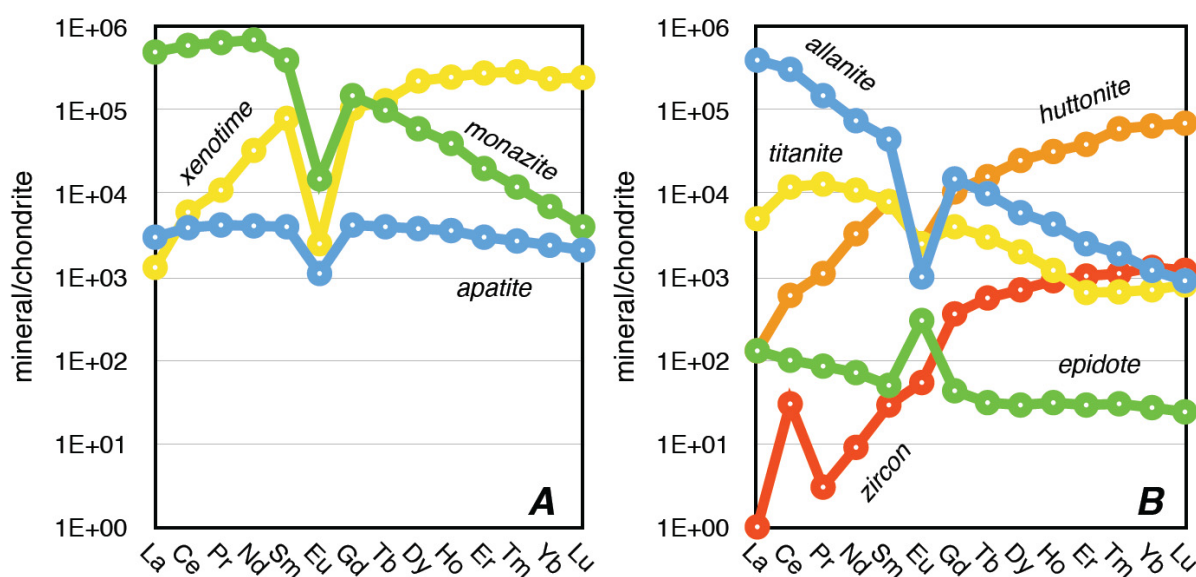 mineral/chondrite
1E+06
1E+05
1E+04
1E+03
1E+02
1E+01
1E+00
xenotime
monazite
apatite
A
La
Ce
Pr
Nd
Sm
Eu
Gd
Tb
Dy
Ho
Er
Tm
Yb
Lu
mineral/chondrite
1E+06
1E+05
1E+04
1E+03
1E+02
1E+01
1E+00
allanite
huttonite
titanite
epidote
zircon
B
La
Ce
Pr
Nd
Sm
Eu
Gd
Tb
Dy
Ho
Er
Tm
Yb
Lu